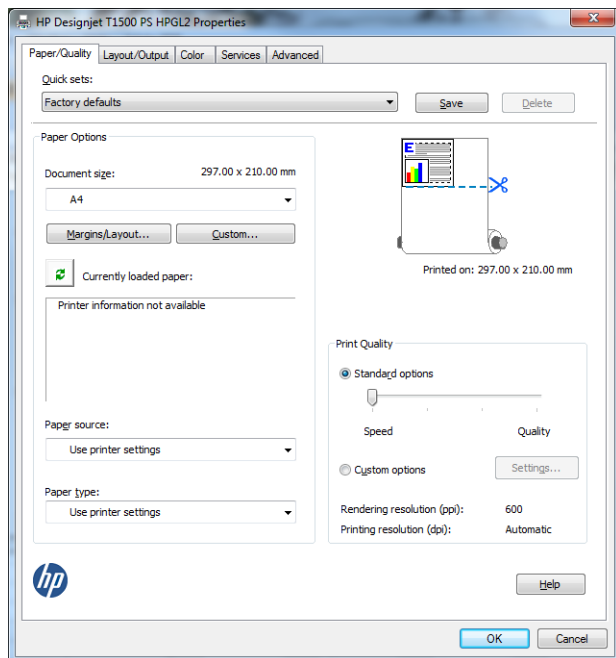 HP Designjet T1500 PS HPGL2 Properties
Paper/Quality Layout/Output Color Services Advanced
Quick sets:
Factory defaults
Save
Delete
Paper Options
Document size:
297.00 x 210.00 mm
A4
Margins/Layout...
Custom...
Currently loaded paper:
Printer information not available
Paper source:
Use printer settings
Paper type:
Use printer settings
E
Printed on: 297.00 x 210.00 mm
Print Quality
Standard options
Speed
Quality
Custom options
Settings...
Rendering resolution (ppi): 600
Printing resolution (dpi): Automatic
hp
Help
OK
Cancel